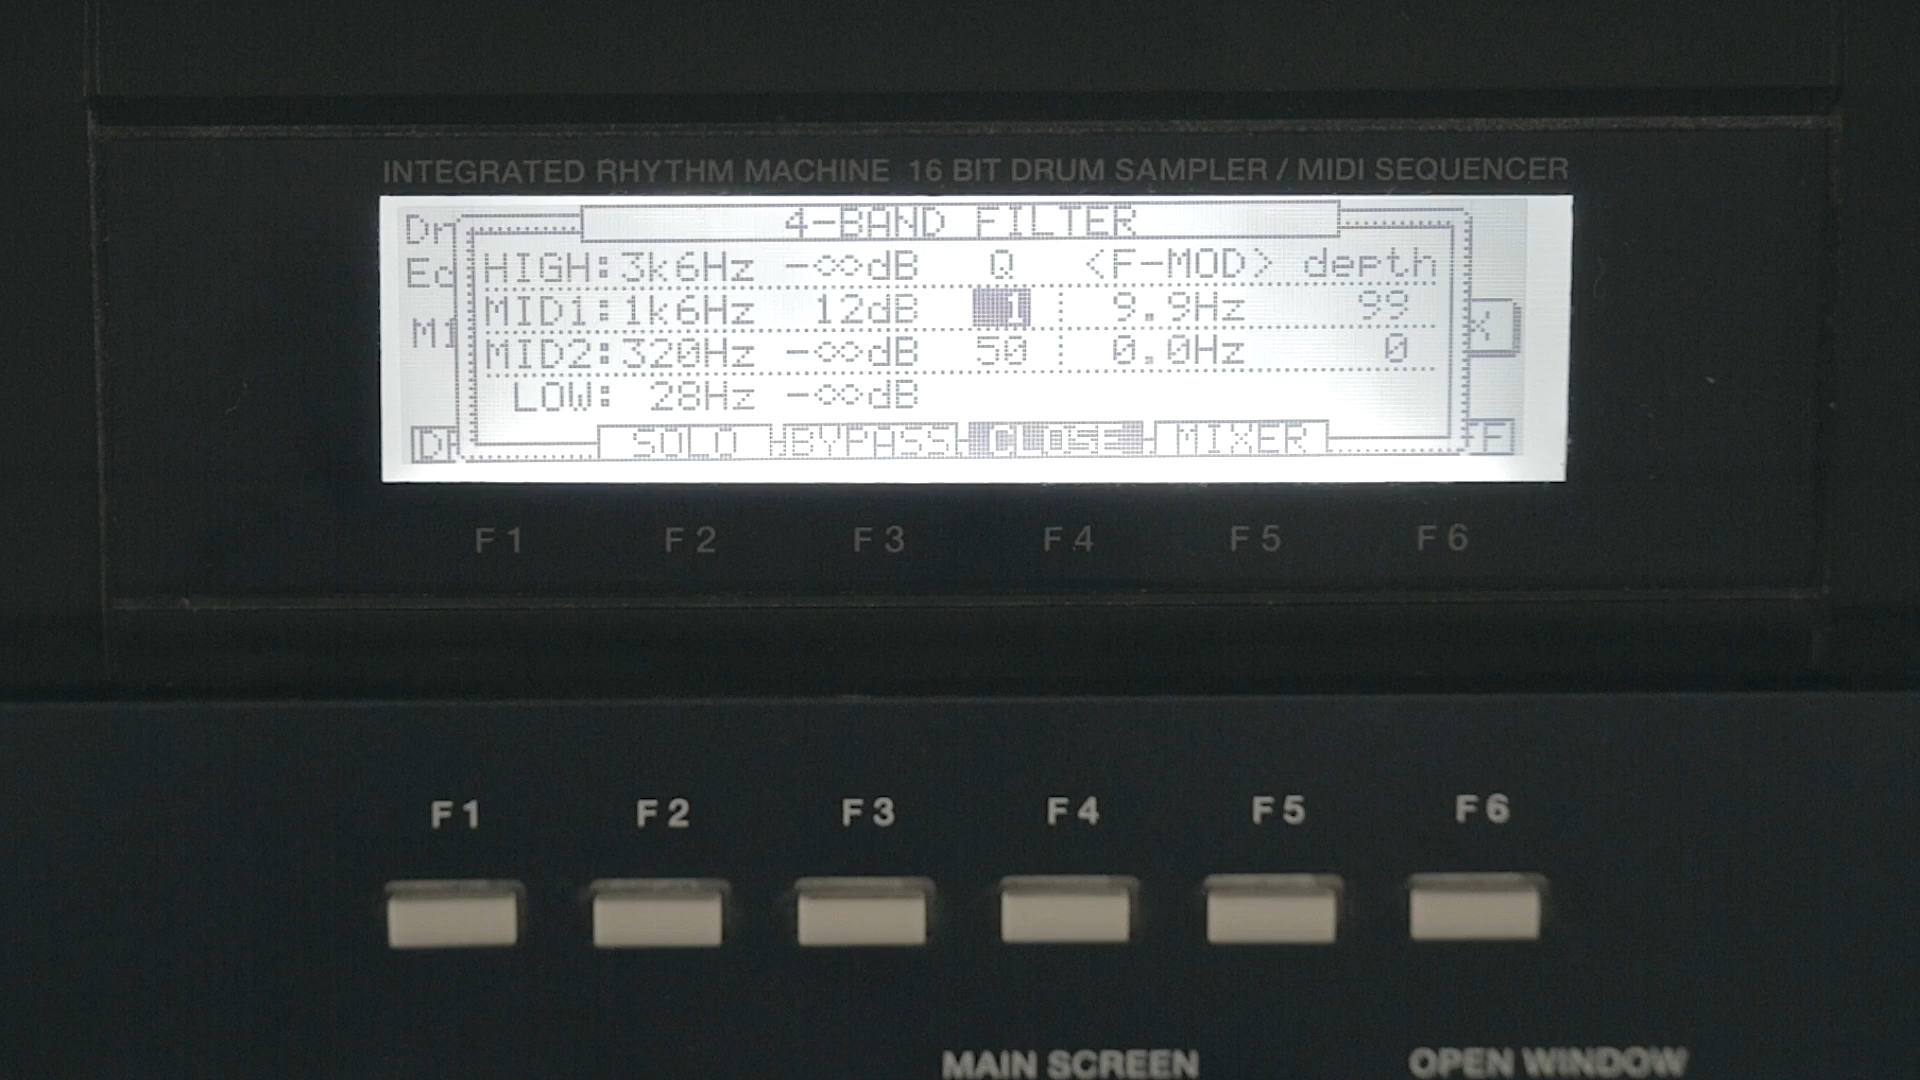 INTEGRATED RHYTHM MACHINE 16 BIT DRUM SAMPLER / MIDI SEQUENCER
4-BAND FILTER
HIGH:3k6Hz -∞dB Q <F-MOD> depth
MID1:1k6Hz 12dB 1 9.9Hz 99
MID2:320Hz -∞dB 50 0.0Hz 0
LOW: 28Hz -∞dB
SOLO BYPASS CLOSE MIXER
F1 F2 F3 F4 F5 F6
F1 F2 F3 F4 F5 F6
MAIN SCREEN OPEN WINDOW